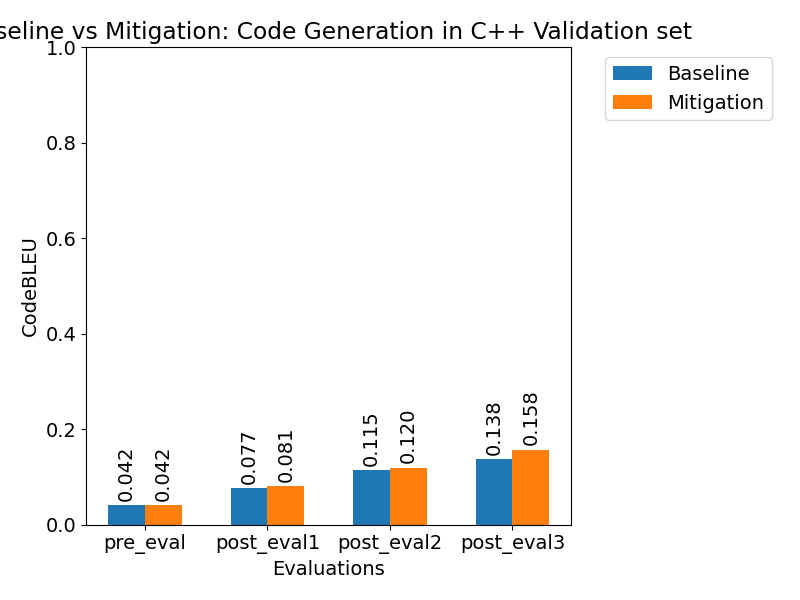 seline vs Mitigation: Code Generation in C++ Validation set
Baseline
Mitigation
1.0
0.8
0.6
0.4
0.2
0.0
CodeBLEU
0.042
0.042
0.077
0.081
0.115
0.120
0.138
0.158
pre_eval
post_eval1
post_eval2
post_eval3
Evaluations